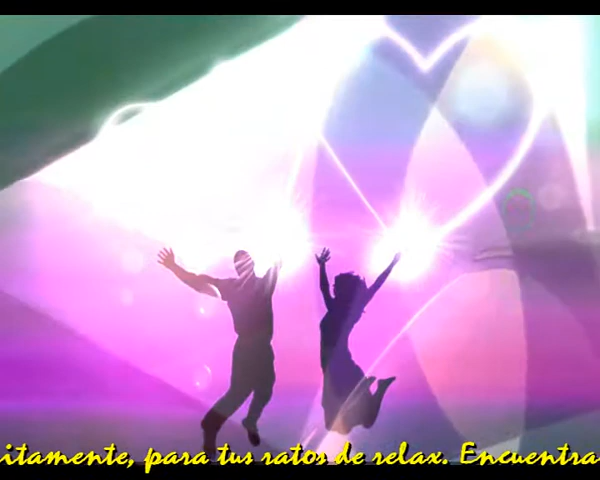 itamente, para tus ratos de relax. Encuentra